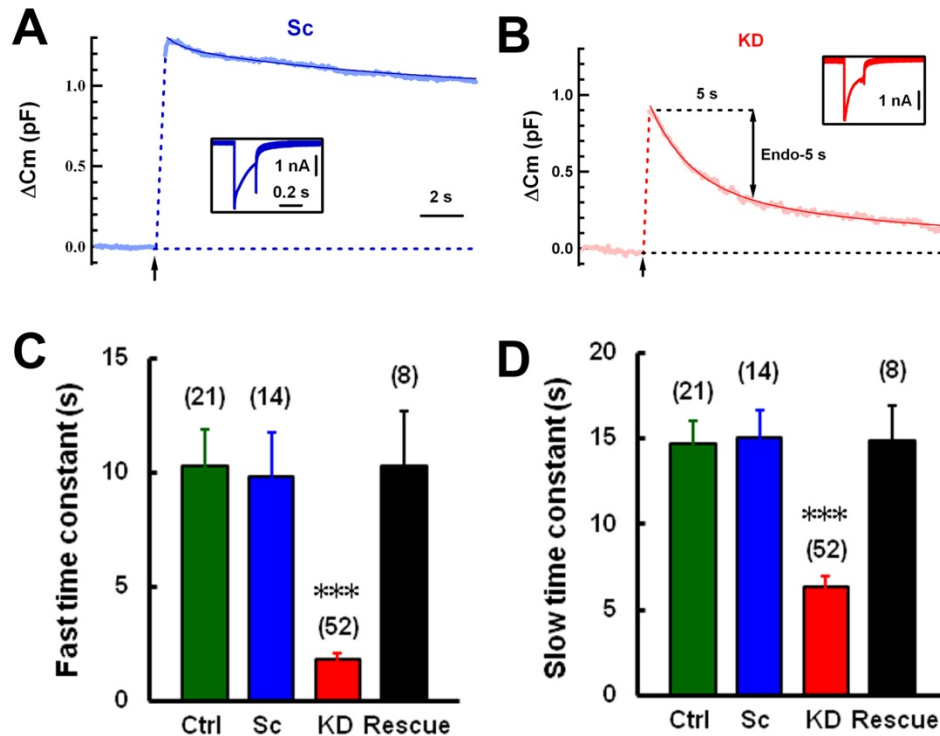 A
Sc
ΔCm (pF)
1.0
0.5
0.0
1 nA
0.2 s
2 s
B
KD
ΔCm (pF)
1.0
0.5
0.0
5 s
Endo-5 s
1 nA
C
Fast time constant (s)
15
10
5
0
(21)
(14)
***
(52)
(8)
Ctrl Sc KD Rescue
D
Slow time constant (s)
20
15
10
5
0
(21)
(14)
***
(52)
(8)
Ctrl Sc KD Rescue